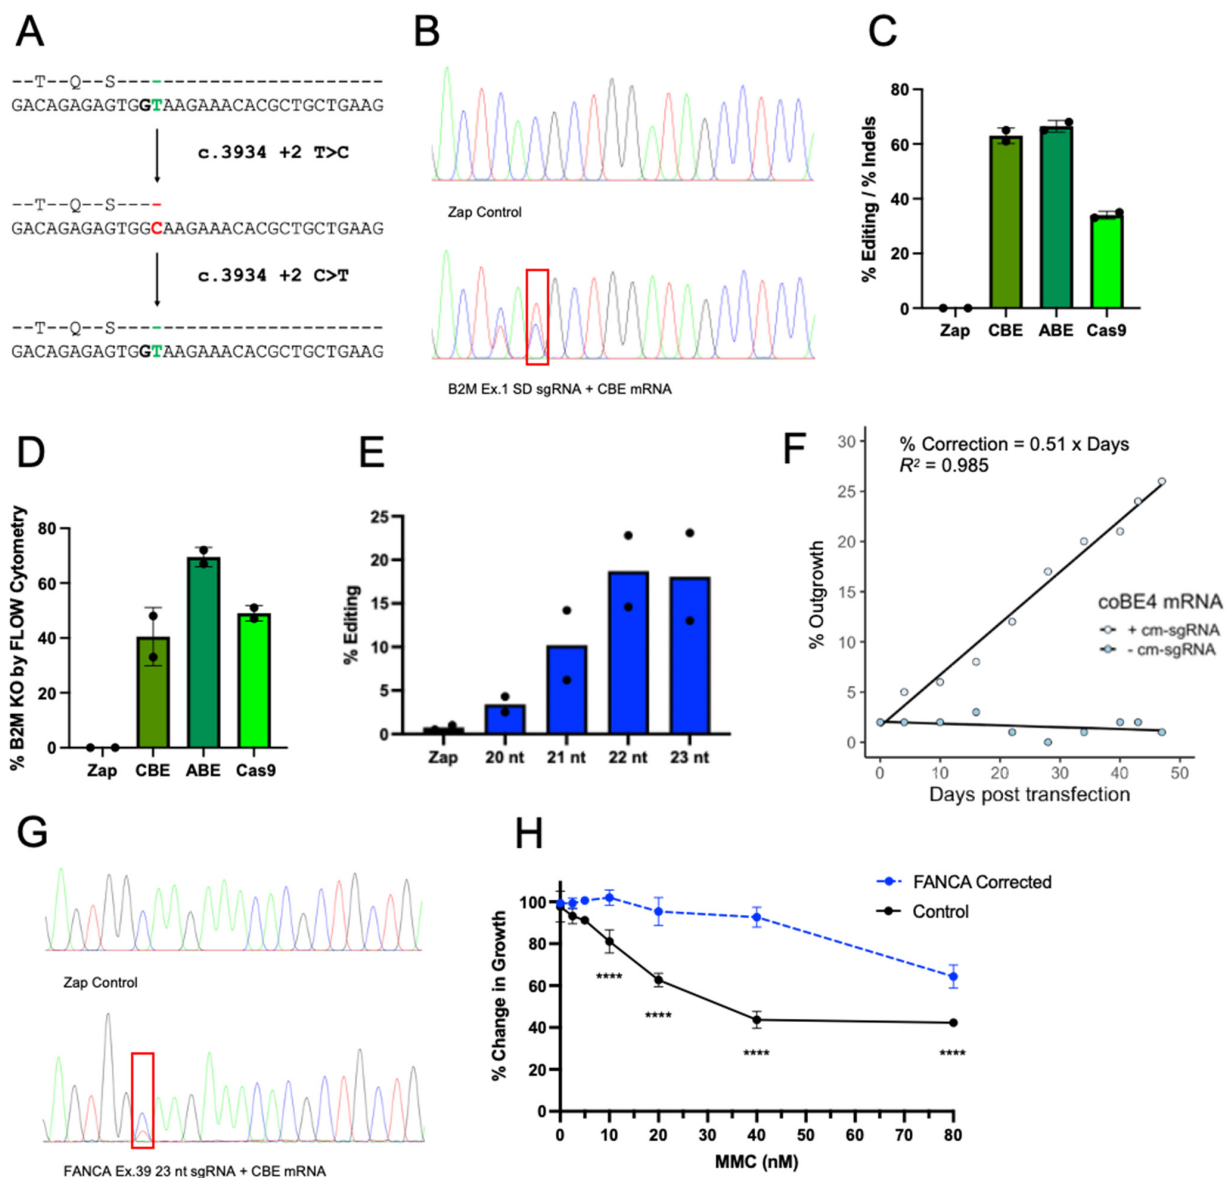 A
--T--Q--S-----------------------------
GACAGAGAGTGGTAAGAAACACGCTGCTGAAG
c.3934 +2 T>C
--T--Q--S-----------------------------
GACAGAGAGTGGCAAGAAACACGCTGCTGAAG
c.3934 +2 C>T
--T--Q--S-----------------------------
GACAGAGAGTGGTAAGAAACACGCTGCTGAAG
B
Zap Control
B2M Ex.1 SD sgRNA + CBE mRNA
C
% Editing / % Indels
80
60
40
20
0
Zap CBE ABE Cas9
D
% B2M KO by FLOW Cytometry
80
60
40
20
0
Zap CBE ABE Cas9
E
% Editing
25
20
15
10
5
0
Zap 20 nt 21 nt 22 nt 23 nt
F
% Correction = 0.51 x Days
R² = 0.985
% Outgrowth
30
25
20
15
10
5
0
0 10 20 30 40 50
Days post transfection
coBE4 mRNA
+ cm-sgRNA
- cm-sgRNA
G
Zap Control
FANCA Ex.39 23 nt sgRNA + CBE mRNA
H
% Change in Growth
100
80
60
40
20
0
0 10 20 30 40 50 60 70 80
MMC (nM)
FANCA Corrected
Control
****
****
****
****